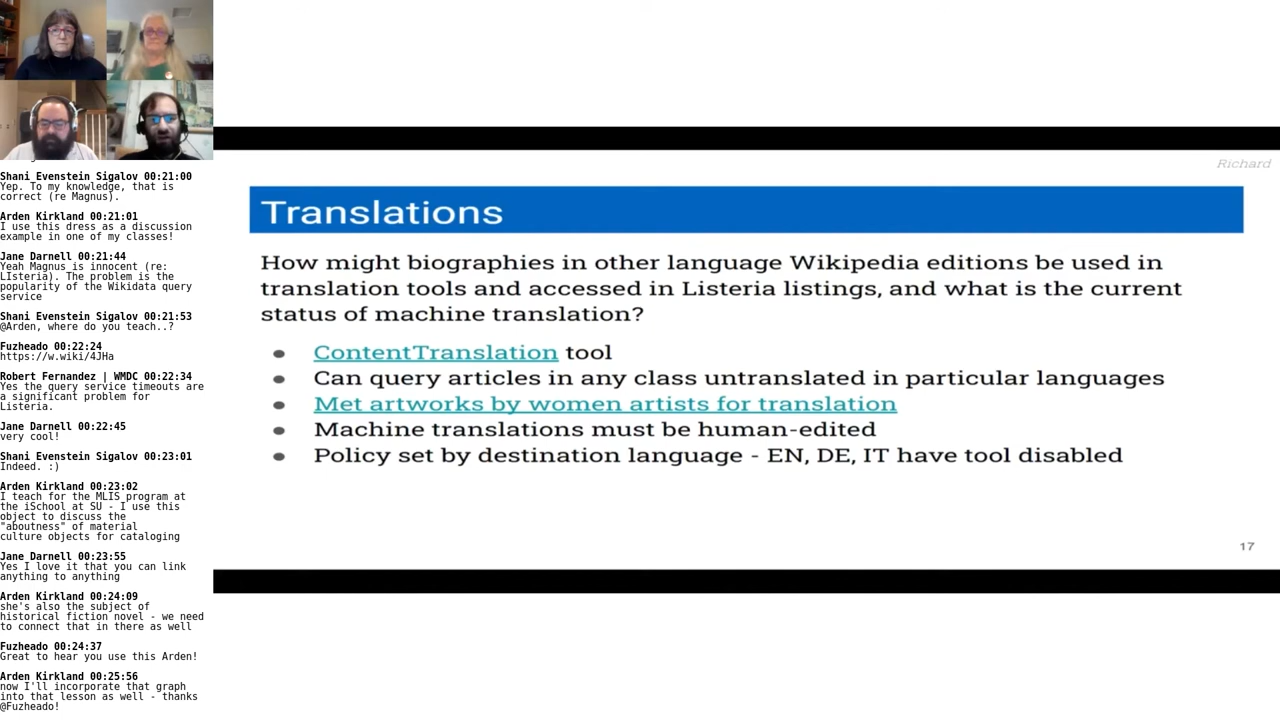 Shani Evenstein Sigalov 00:21:00
Yep. To my knowledge, that is
correct (re Magnus).
Arden Kirkland 00:21:01
I use this dress as a discussion
example in one of my classes!
Jane Darnell 00:21:44
Yeah Magnus is innocent (re:
LIsteria). The problem is the
popularity of the Wikidata query
service
Shani Evenstein Sigalov 00:21:53
@Arden, where do you teach..?
Fuzheado 00:22:24
https://w.wiki/4JHa
Robert Fernandez | WMDC 00:22:34
Yes the query service timeouts are
a significant problem for
Listeria.
Jane Darnell 00:22:45
very cool!
Shani Evenstein Sigalov 00:23:01
Indeed. :)
Arden Kirkland 00:23:02
I teach for the MLIS program at
the iSchool at SU - I use this
object to discuss the
"aboutness" of material
culture objects for cataloging
Jane Darnell 00:23:55
Yes I love it that you can link
anything to anything
Arden Kirkland 00:24:09
she's also the subject of
historical fiction novel - we need
to connect that in there as well
Fuzheado 00:24:37
Great to hear you use this Arden!
Arden Kirkland 00:25:56
now I'll incorporate that graph
into that lesson as well - thanks
@Fuzheado!
Richard
Translations
How might biographies in other language Wikipedia editions be used in
translation tools and accessed in Listeria listings, and what is the current
status of machine translation?
● ContentTranslation tool
● Can query articles in any class untranslated in particular languages
● Met artworks by women artists for translation
● Machine translations must be human-edited
● Policy set by destination language - EN, DE, IT have tool disabled
17